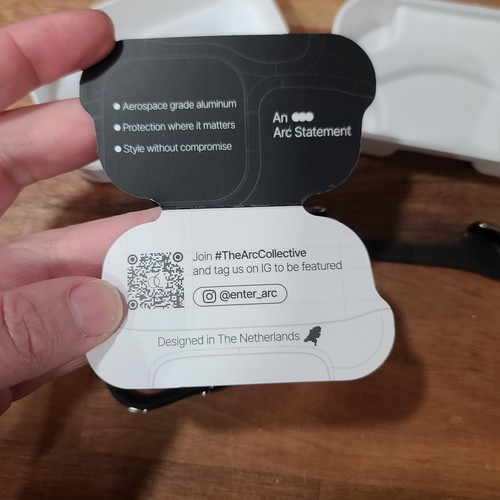 Aerospace grade aluminum
Protection where it matters
Style without compromise
An
Arc Statement
Join #TheArcCollective
and tag us on IG to be featured
@enter_arc
Designed in The Netherlands